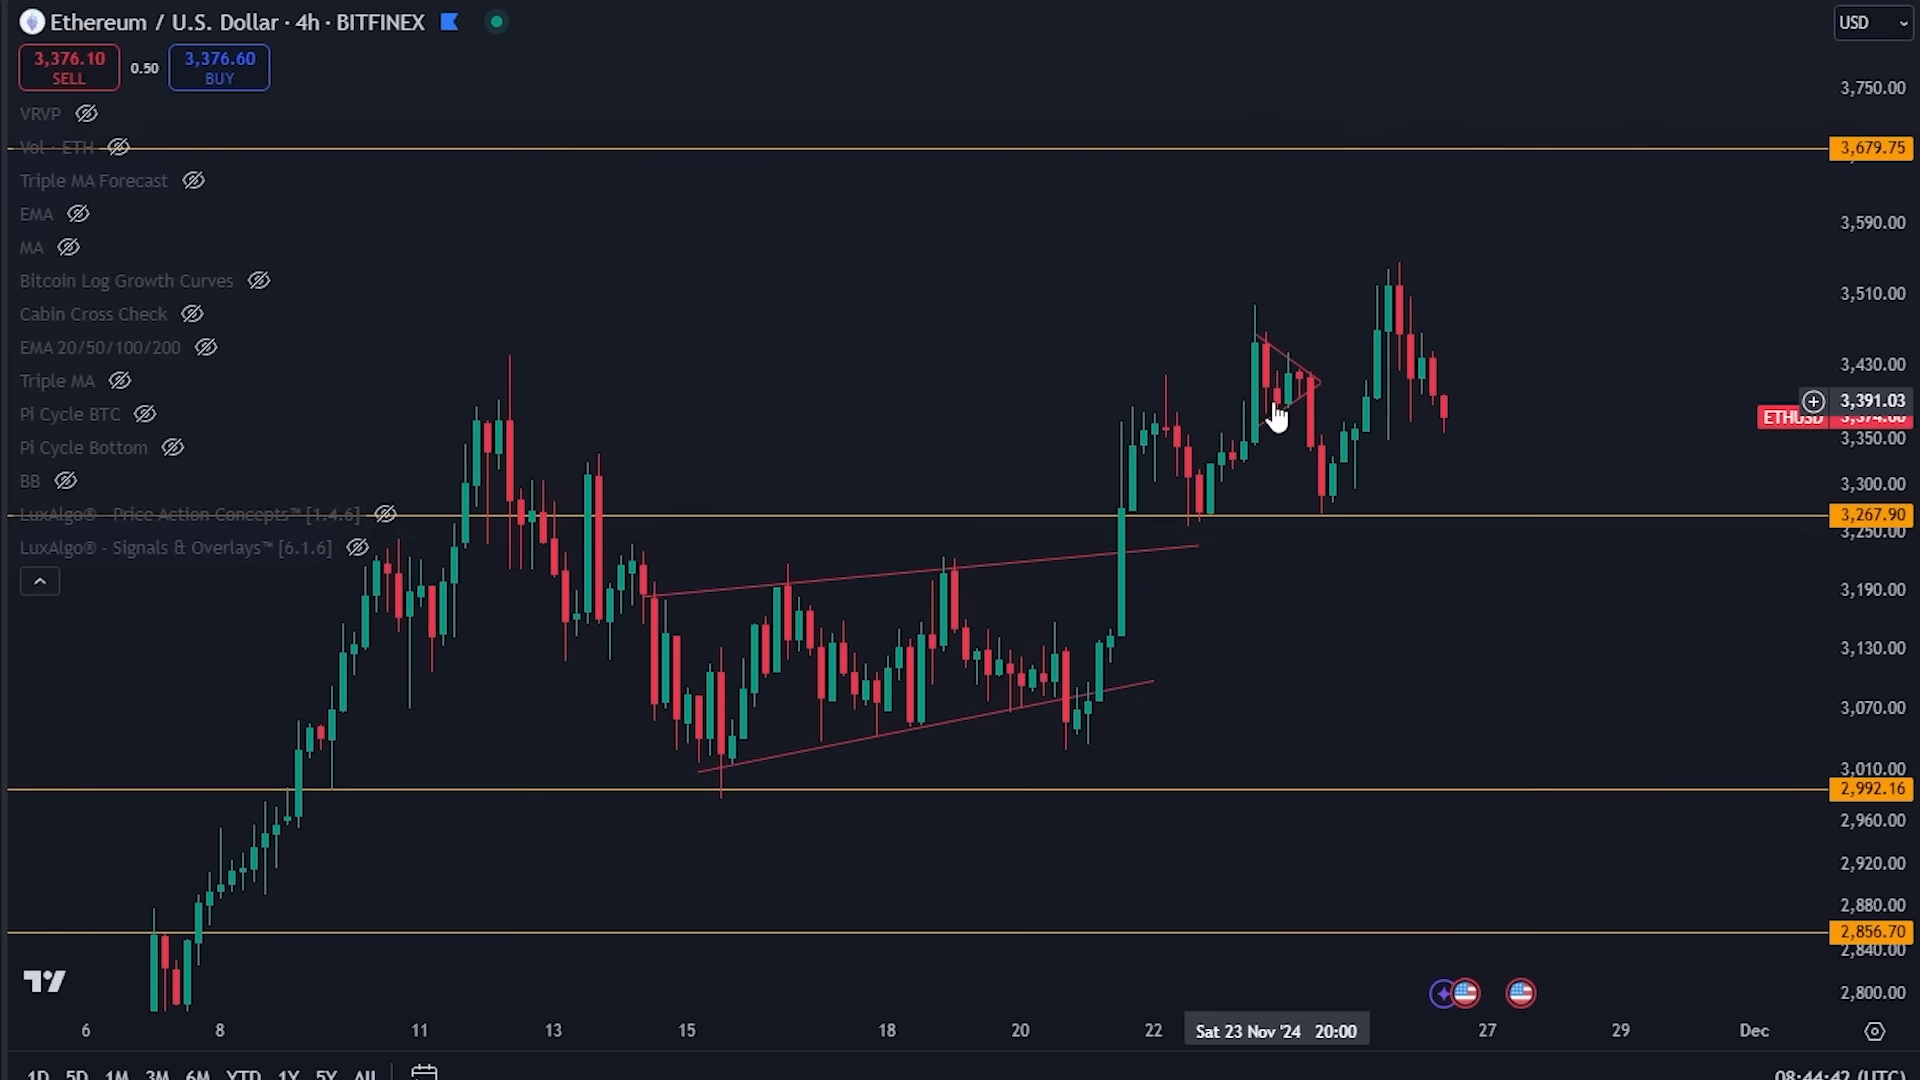 Ethereum / U.S. Dollar · 4h · BITFINEX
USD
3,376.10
SELL
0.50
3,376.60
BUY
VRVP
Vol · ETH
Triple MA Forecast
EMA
MA
Bitcoin Log Growth Curves
Cabin Cross Check
EMA 20/50/100/200
Triple MA
Pi Cycle BTC
Pi Cycle Bottom
BB
LuxAlgo® - Price Action Concepts™ [1.4.6]
LuxAlgo® - Signals & Overlays™ [6.1.6]
3,750.00
3,679.75
3,590.00
3,510.00
3,430.00
3,391.03
ETHUSD
3,350.00
3,300.00
3,267.90
3,250.00
3,190.00
3,130.00
3,070.00
3,010.00
2,992.16
2,960.00
2,920.00
2,880.00
2,856.70
2,840.00
2,800.00
6 8 11 13 15 18 20 22 Sat 23 Nov '24 20:00 27 29 Dec
1D 5D 1M 3M 6M YTD 1Y 5Y All
08:44:42 (UTC)